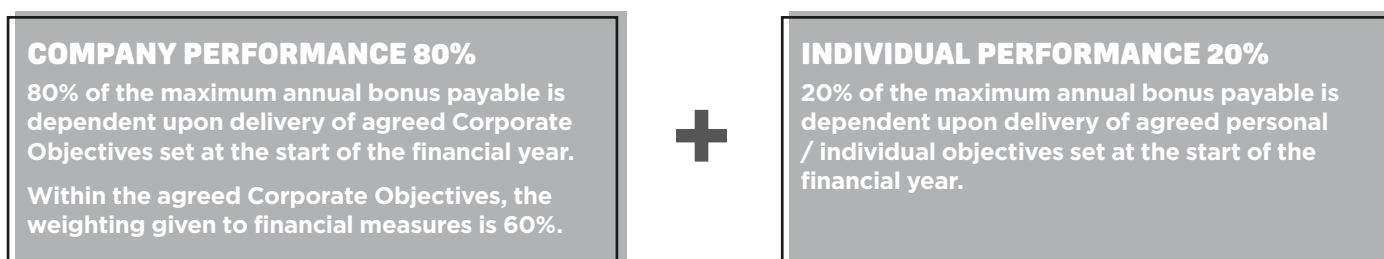 COMPANY PERFORMANCE 80%
80% of the maximum annual bonus payable is
dependent upon delivery of agreed Corporate
Objectives set at the start of the financial year.
Within the agreed Corporate Objectives, the
weighting given to financial measures is 60%.
+
INDIVIDUAL PERFORMANCE 20%
20% of the maximum annual bonus payable is
dependent upon delivery of agreed personal
/ individual objectives set at the start of the
financial year.